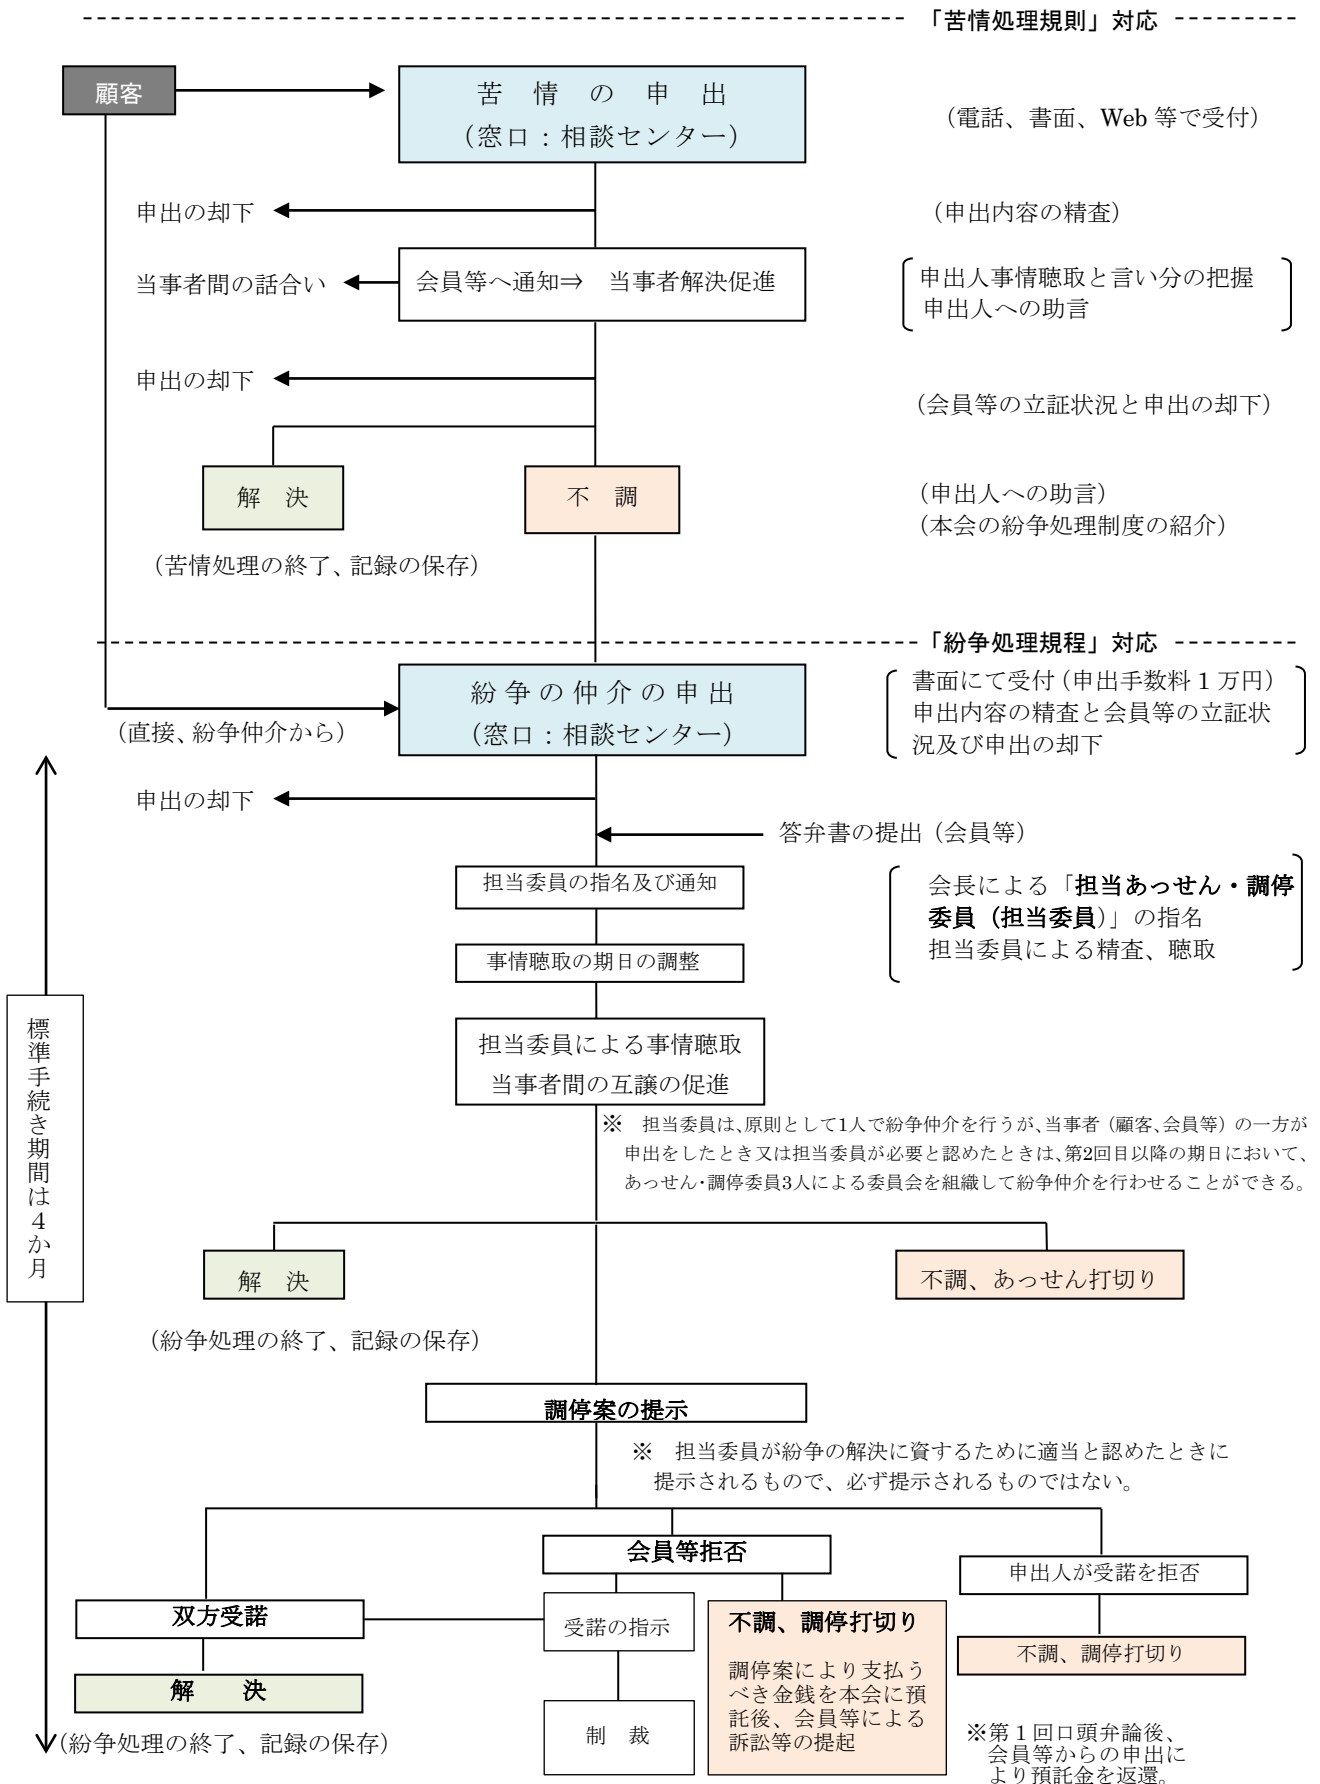 「苦情処理規則」対応
顧客
苦情の申出
(窓口：相談センター)
(電話、書面、Web 等で受付)
申出の却下
(申出内容の精査)
当事者間の話合い
会員等へ通知⇒　当事者解決促進
申出人事情聴取と言い分の把握
申出人への助言
申出の却下
(会員等の立証状況と申出の却下)
解　決
不　調
(申出人への助言)
(本会の紛争処理制度の紹介)
(苦情処理の終了、記録の保存)
「紛争処理規程」対応
紛争の仲介の申出
(窓口：相談センター)
書面にて受付（申出手数料 1 万円）
申出内容の精査と会員等の立証状
況及び申出の却下
(直接、紛争仲介から)
申出の却下
答弁書の提出（会員等）
担当委員の指名及び通知
会長による「担当あっせん・調停
委員（担当委員）」の指名
担当委員による精査、聴取
事情聴取の期日の調整
標準手続き期間は４か月
担当委員による事情聴取
当事者間の互譲の促進
※　担当委員は、原則として1人で紛争仲介を行うが、当事者（顧客、会員等）の一方が
申出をしたとき又は担当委員が必要と認めたときは、第2回目以降の期日において、
あっせん・調停委員3人による委員会を組織して紛争仲介を行わせることができる。
解　決
不調、あっせん打切り
(紛争処理の終了、記録の保存)
調停案の提示
※　担当委員が紛争の解決に資するために適当と認めたときに
提示されるもので、必ず提示されるものではない。
会員等拒否
申出人が受諾を拒否
双方受諾
受諾の指示
不調、調停打切り
調停案により支払う
べき金銭を本会に預
託後、会員等による
訴訟等の提起
不調、調停打切り
解　決
制　裁
(紛争処理の終了、記録の保存)
※第１回口頭弁論後、
会員等からの申出に
より預託金を返還。